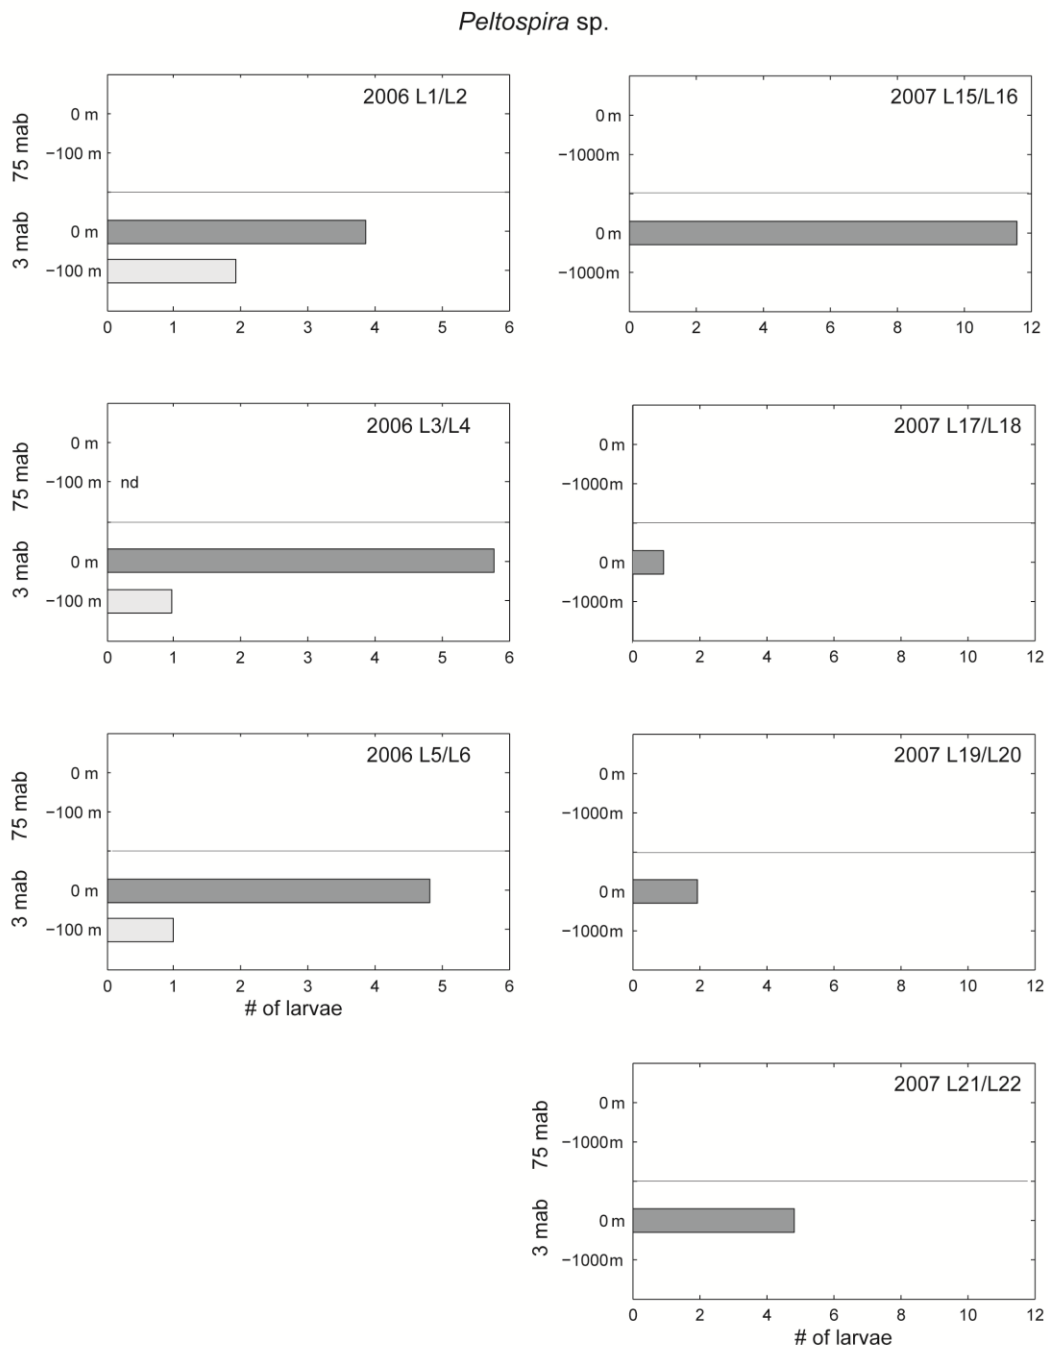 Peltospira sp.
2006 L1/L2
75 mab
0 m
−100 m
3 mab
0 m
−100 m
0 1 2 3 4 5 6
2007 L15/L16
0 m
−1000m
0 m
−1000m
0 2 4 6 8 10 12
2006 L3/L4
75 mab
0 m
−100 m nd
3 mab
0 m
−100 m
0 1 2 3 4 5 6
2007 L17/L18
0 m
−1000m
0 m
−1000m
0 2 4 6 8 10 12
2006 L5/L6
75 mab
0 m
−100 m
3 mab
0 m
−100 m
0 1 2 3 4 5 6
# of larvae
2007 L19/L20
0 m
−1000m
0 m
−1000m
0 2 4 6 8 10 12
2007 L21/L22
75 mab
0 m
−1000m
3 mab
0 m
−1000m
0 2 4 6 8 10 12
# of larvae